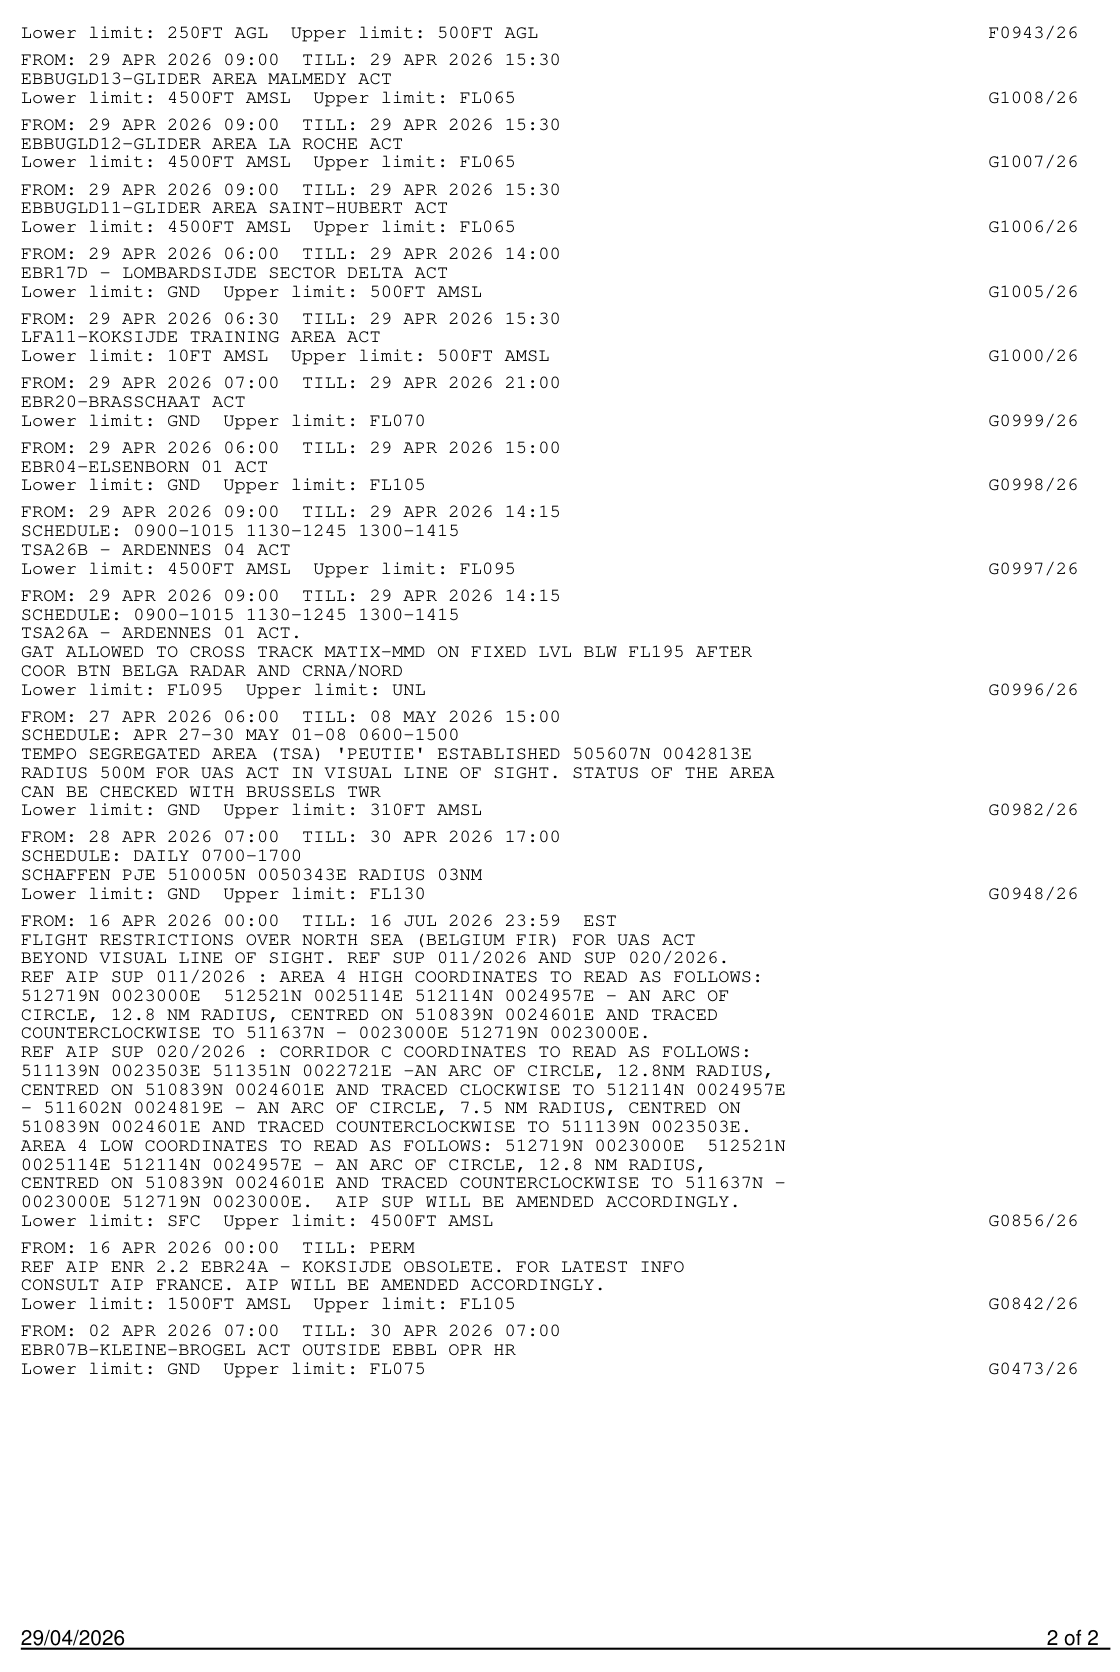 Lower limit: 250FT AGL  Upper limit: 500FT AGL F0943/26
FROM: 29 APR 2026 09:00  TILL: 29 APR 2026 15:30
EBBUGLD13-GLIDER AREA MALMEDY ACT
Lower limit: 4500FT AMSL  Upper limit: FL065 G1008/26
FROM: 29 APR 2026 09:00  TILL: 29 APR 2026 15:30
EBBUGLD12-GLIDER AREA LA ROCHE ACT
Lower limit: 4500FT AMSL  Upper limit: FL065 G1007/26
FROM: 29 APR 2026 09:00  TILL: 29 APR 2026 15:30
EBBUGLD11-GLIDER AREA SAINT-HUBERT ACT
Lower limit: 4500FT AMSL  Upper limit: FL065 G1006/26
FROM: 29 APR 2026 06:00  TILL: 29 APR 2026 14:00
EBR17D - LOMBARDSIJDE SECTOR DELTA ACT
Lower limit: GND  Upper limit: 500FT AMSL G1005/26
FROM: 29 APR 2026 06:30  TILL: 29 APR 2026 15:30
LFA11-KOKSIJDE TRAINING AREA ACT
Lower limit: 10FT AMSL  Upper limit: 500FT AMSL G1000/26
FROM: 29 APR 2026 07:00  TILL: 29 APR 2026 21:00
EBR20-BRASSCHAAT ACT
Lower limit: GND  Upper limit: FL070 G0999/26
FROM: 29 APR 2026 06:00  TILL: 29 APR 2026 15:00
EBR04-ELSENBORN 01 ACT
Lower limit: GND  Upper limit: FL105 G0998/26
FROM: 29 APR 2026 09:00  TILL: 29 APR 2026 14:15
SCHEDULE: 0900-1015 1130-1245 1300-1415
TSA26B - ARDENNES 04 ACT
Lower limit: 4500FT AMSL  Upper limit: FL095 G0997/26
FROM: 29 APR 2026 09:00  TILL: 29 APR 2026 14:15
SCHEDULE: 0900-1015 1130-1245 1300-1415
TSA26A - ARDENNES 01 ACT.
GAT ALLOWED TO CROSS TRACK MATIX-MMD ON FIXED LVL BLW FL195 AFTER
COOR BTN BELGA RADAR AND CRNA/NORD
Lower limit: FL095  Upper limit: UNL G0996/26
FROM: 27 APR 2026 06:00  TILL: 08 MAY 2026 15:00
SCHEDULE: APR 27-30 MAY 01-08 0600-1500
TEMPO SEGREGATED AREA (TSA) 'PEUTIE' ESTABLISHED 505607N 0042813E
RADIUS 500M FOR UAS ACT IN VISUAL LINE OF SIGHT. STATUS OF THE AREA
CAN BE CHECKED WITH BRUSSELS TWR
Lower limit: GND  Upper limit: 310FT AMSL G0982/26
FROM: 28 APR 2026 07:00  TILL: 30 APR 2026 17:00
SCHEDULE: DAILY 0700-1700
SCHAFFEN PJE 510005N 0050343E RADIUS 03NM
Lower limit: GND  Upper limit: FL130 G0948/26
FROM: 16 APR 2026 00:00  TILL: 16 JUL 2026 23:59  EST
FLIGHT RESTRICTIONS OVER NORTH SEA (BELGIUM FIR) FOR UAS ACT
BEYOND VISUAL LINE OF SIGHT. REF SUP 011/2026 AND SUP 020/2026.
REF AIP SUP 011/2026 : AREA 4 HIGH COORDINATES TO READ AS FOLLOWS:
512719N 0023000E  512521N 0025114E 512114N 0024957E - AN ARC OF
CIRCLE, 12.8 NM RADIUS, CENTRED ON 510839N 0024601E AND TRACED
COUNTERCLOCKWISE TO 511637N - 0023000E 512719N 0023000E.
REF AIP SUP 020/2026 : CORRIDOR C COORDINATES TO READ AS FOLLOWS:
511139N 0023503E 511351N 0022721E -AN ARC OF CIRCLE, 12.8NM RADIUS,
CENTRED ON 510839N 0024601E AND TRACED CLOCKWISE TO 512114N 0024957E
- 511602N 0024819E - AN ARC OF CIRCLE, 7.5 NM RADIUS, CENTRED ON
510839N 0024601E AND TRACED COUNTERCLOCKWISE TO 511139N 0023503E.
AREA 4 LOW COORDINATES TO READ AS FOLLOWS: 512719N 0023000E  512521N
0025114E 512114N 0024957E - AN ARC OF CIRCLE, 12.8 NM RADIUS,
CENTRED ON 510839N 0024601E AND TRACED COUNTERCLOCKWISE TO 511637N -
0023000E 512719N 0023000E.  AIP SUP WILL BE AMENDED ACCORDINGLY.
Lower limit: SFC  Upper limit: 4500FT AMSL G0856/26
FROM: 16 APR 2026 00:00  TILL: PERM
REF AIP ENR 2.2 EBR24A - KOKSIJDE OBSOLETE. FOR LATEST INFO
CONSULT AIP FRANCE. AIP WILL BE AMENDED ACCORDINGLY.
Lower limit: 1500FT AMSL  Upper limit: FL105 G0842/26
FROM: 02 APR 2026 07:00  TILL: 30 APR 2026 07:00
EBR07B-KLEINE-BROGEL ACT OUTSIDE EBBL OPR HR
Lower limit: GND  Upper limit: FL075 G0473/26
29/04/2026 2 of 2